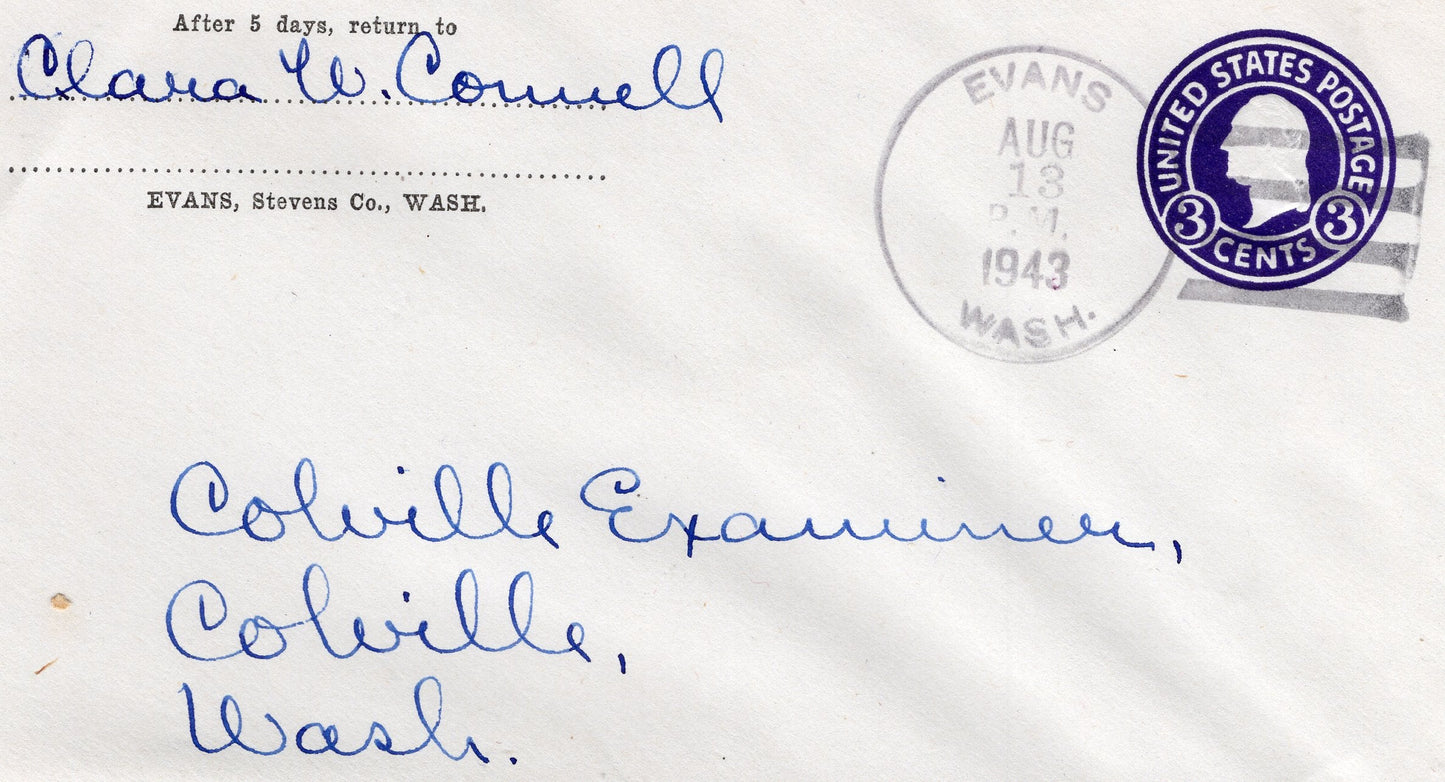 After 5 days, return to
Clara W. Connell
EVANS, Stevens Co., WASH.
EVANS
AUG
13
P.M.
1943
WASH.
UNITED STATES POSTAGE
3 CENTS 3
Colville Examiner,
Colville,
Wash.